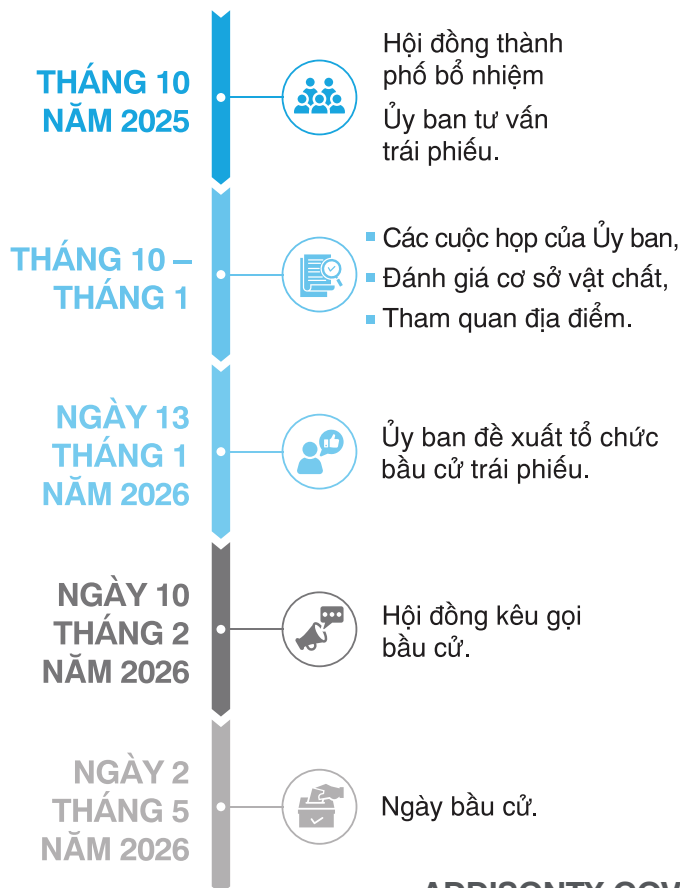 THÁNG 10
NĂM 2025
Hội đồng thành
phố bổ nhiệm
Ủy ban tư vấn
trái phiếu.
THÁNG 10 –
THÁNG 1
Các cuộc họp của Ủy ban,
Đánh giá cơ sở vật chất,
Tham quan địa điểm.
NGÀY 13
THÁNG 1
NĂM 2026
Ủy ban đề xuất tổ chức
bầu cử trái phiếu.
NGÀY 10
THÁNG 2
NĂM 2026
Hội đồng kêu gọi
bầu cử.
NGÀY 2
THÁNG 5
NĂM 2026
Ngày bầu cử.